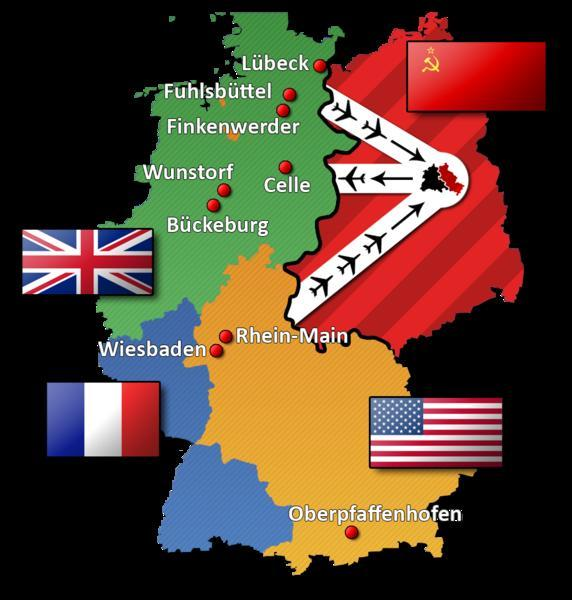 Lübeck
Fuhlsbüttel
Finkenwerder
Wunstorf
Celle
Bückeburg
Rhein-Main
Wiesbaden
Oberpfaffenhofen